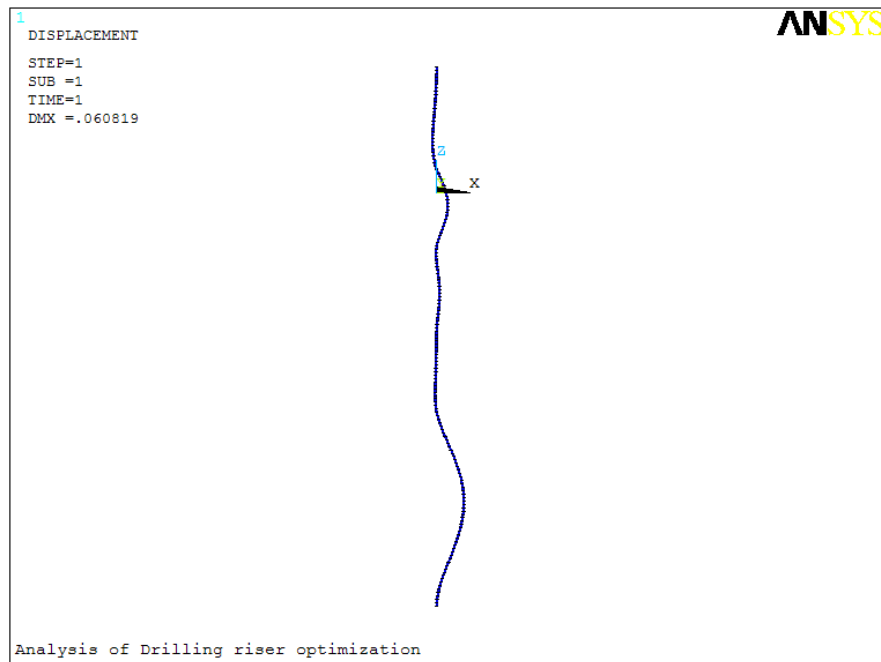 1
DISPLACEMENT
STEP=1
SUB =1
TIME=1
DMX =.060819
ANSYS
Z
X
Analysis of Drilling riser optimization